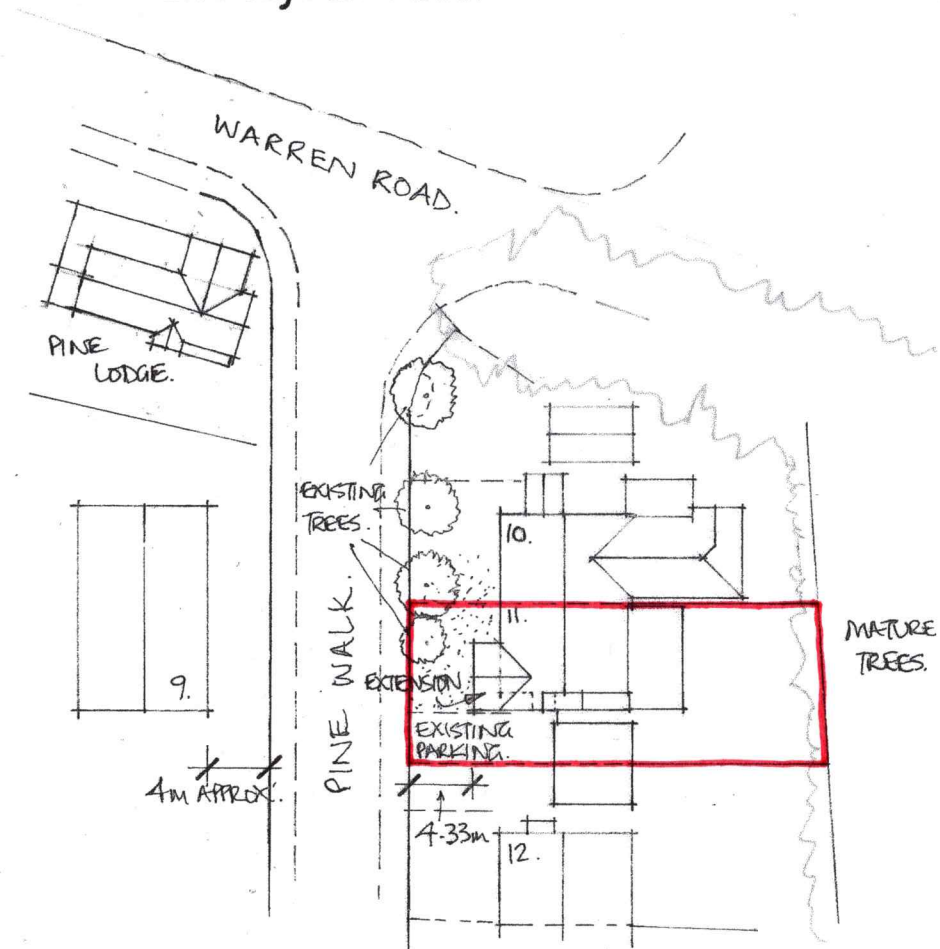 WARREN ROAD.
PINE
LODGE.
EXISTING
TREES.
10.
11.
MATURE
TREES.
PINE WALK.
EXTENSION
9.
EXISTING
PARKING.
4m APPROX.
4.33m
12.